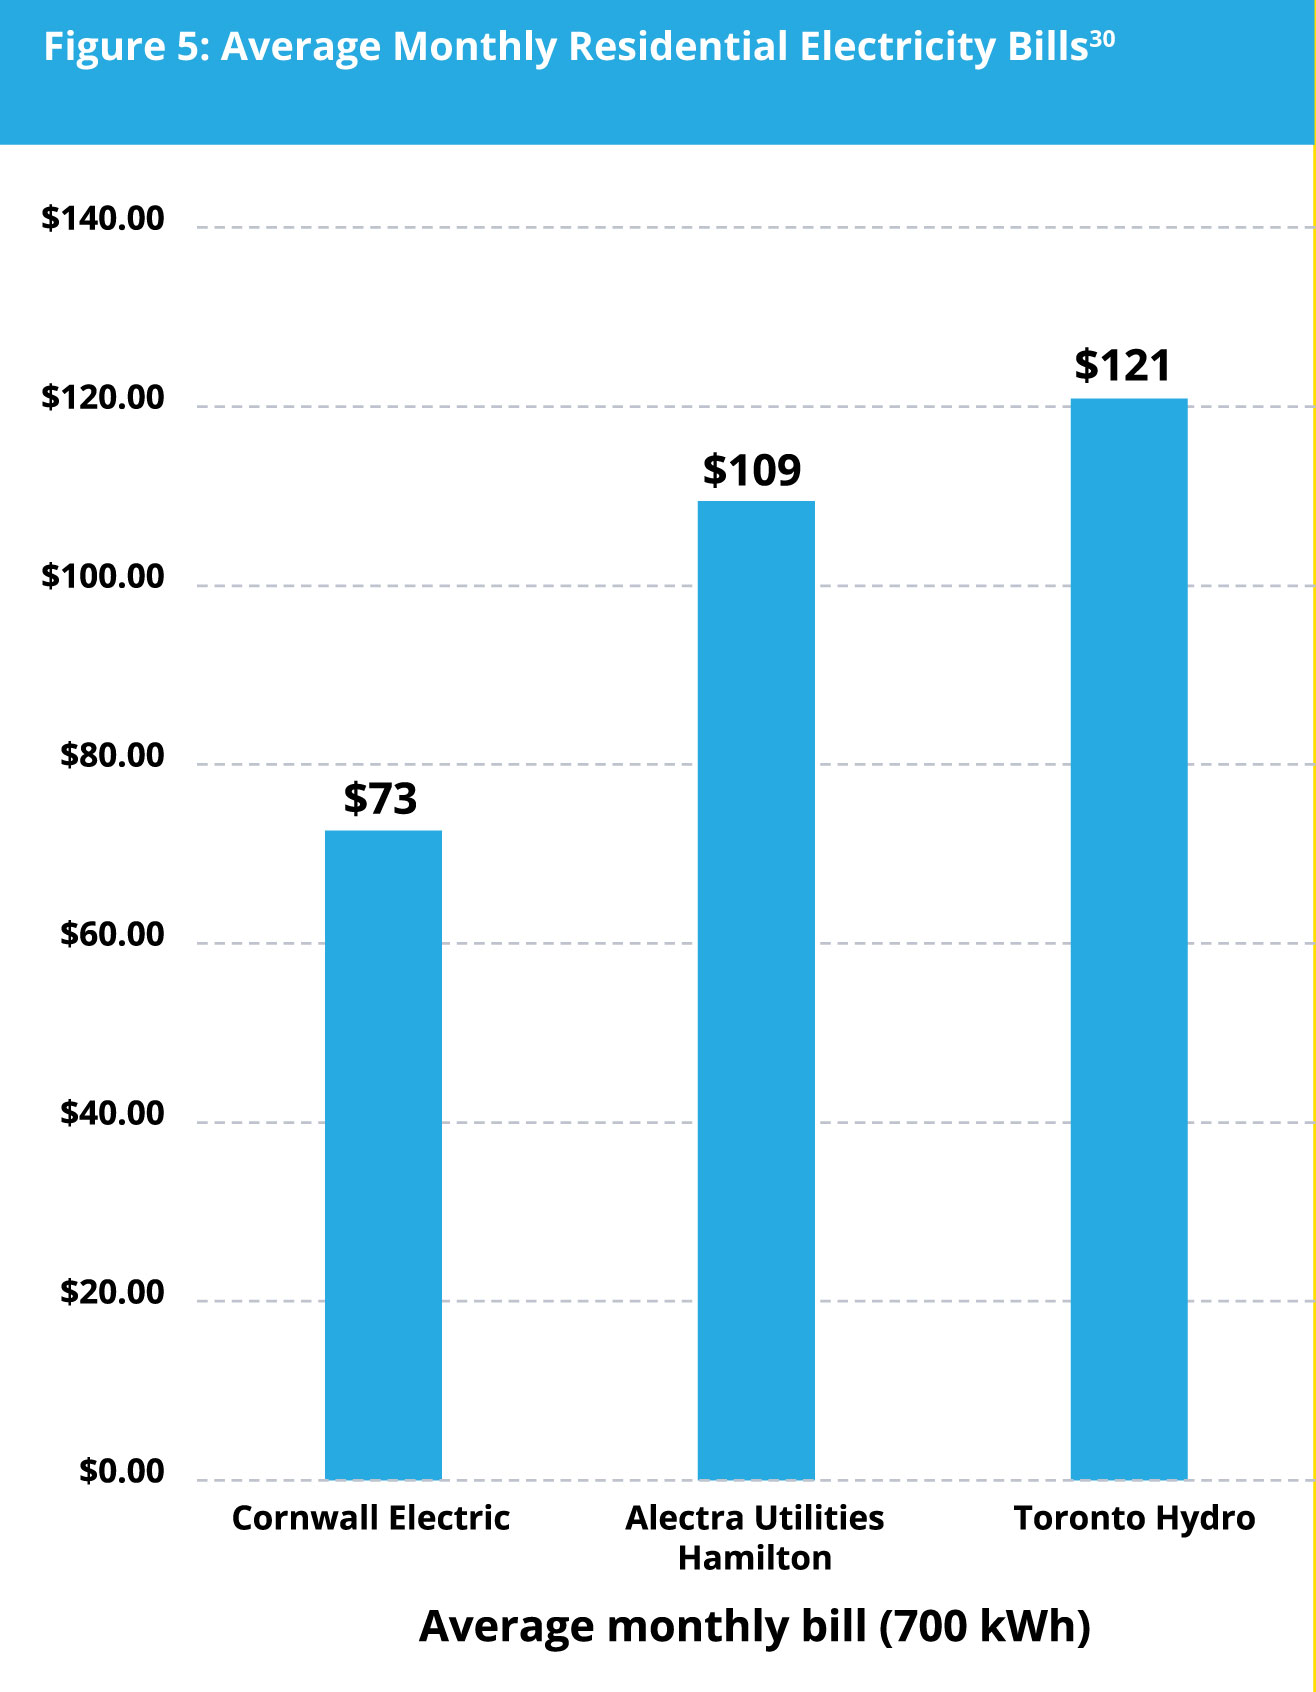 Figure 5: Average Monthly Residential Electricity Bills³⁰
$140.00
$121
$120.00
$109
$100.00
$80.00
$73
$60.00
$40.00
$20.00
$0.00
Cornwall Electric
Alectra Utilities
Hamilton
Toronto Hydro
Average monthly bill (700 kWh)